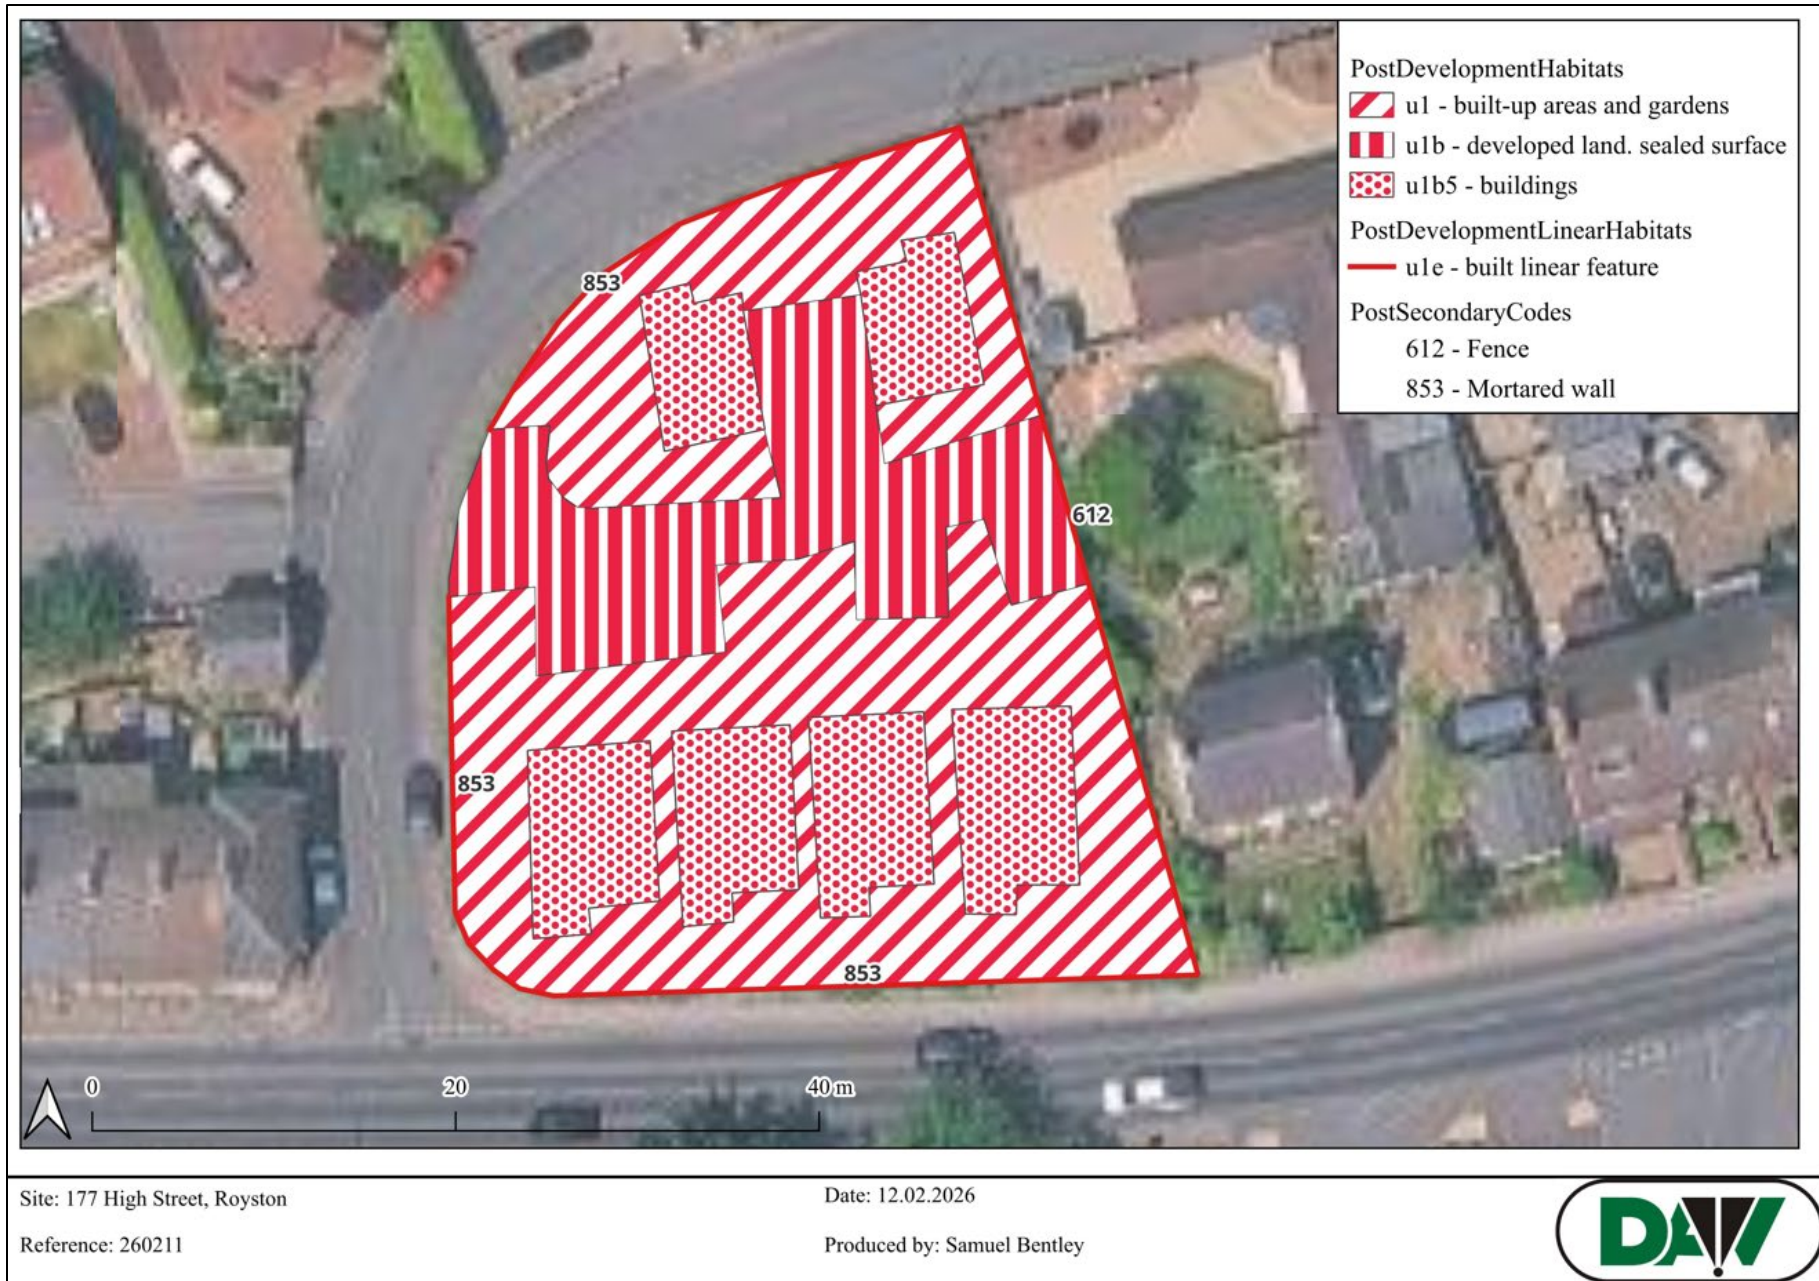 PostDevelopmentHabitats
u1 - built-up areas and gardens
u1b - developed land. sealed surface
u1b5 - buildings
PostDevelopmentLinearHabitats
u1e - built linear feature
PostSecondaryCodes
612 - Fence
853 - Mortared wall
853
612
853
853
0 20 40 m
Site: 177 High Street, Royston
Date: 12.02.2026
Reference: 260211
Produced by: Samuel Bentley
DAW